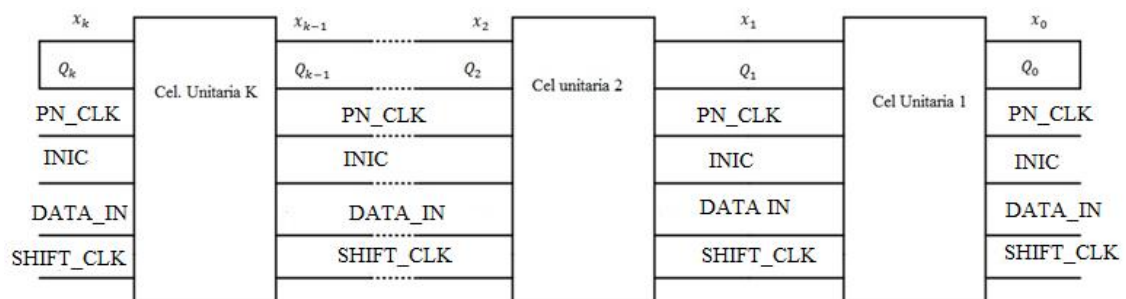 x_k x_{k-1} x_2 x_1 x_0
Q_k Q_{k-1} Q_2 Q_1 Q_0
Cel. Unitaria K Cel unitaria 2 Cel Unitaria 1
PN_CLK PN_CLK PN_CLK PN_CLK
INIC INIC INIC INIC
DATA_IN DATA_IN DATA IN DATA_IN
SHIFT_CLK SHIFT_CLK SHIFT_CLK SHIFT_CLK